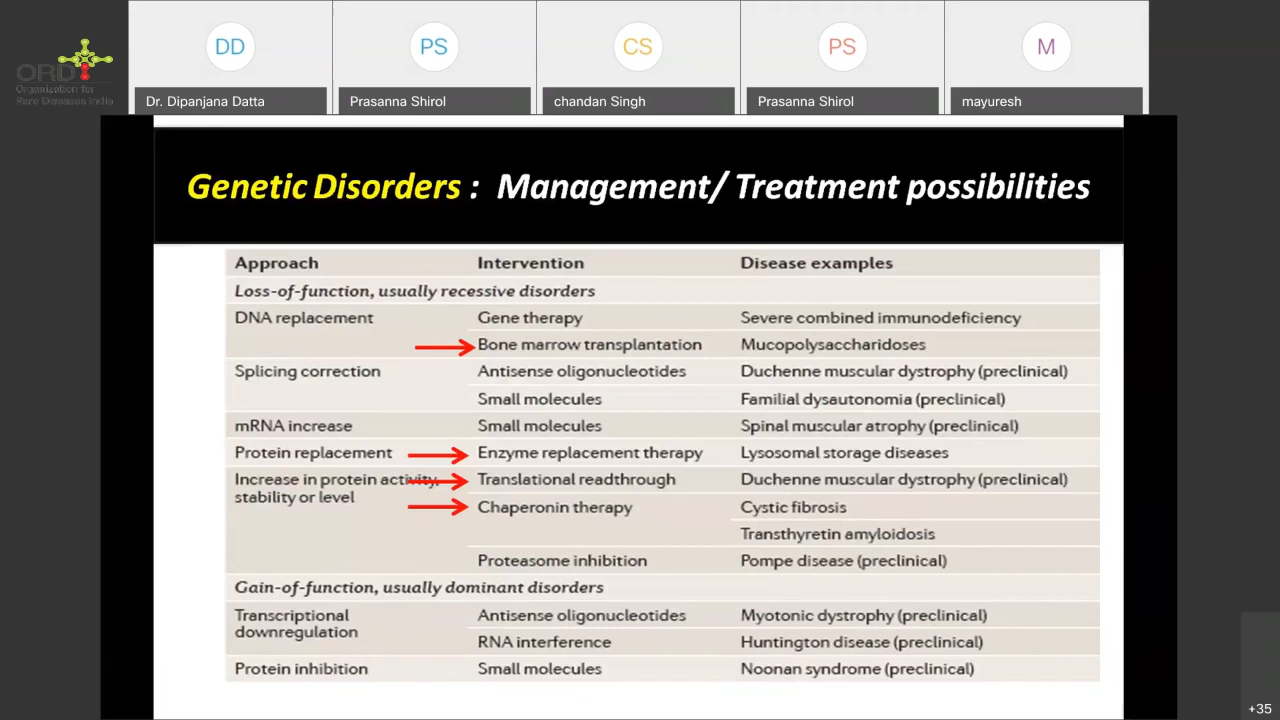 ORDI
Organization for
Rare Diseases India
DD
PS
CS
PS
M
Dr. Dipanjana Datta
Prasanna Shirol
chandan Singh
Prasanna Shirol
mayuresh
Genetic Disorders : Management/ Treatment possibilities
Approach Intervention Disease examples
Loss-of-function, usually recessive disorders
DNA replacement Gene therapy Severe combined immunodeficiency
Bone marrow transplantation Mucopolysaccharidoses
Splicing correction Antisense oligonucleotides Duchenne muscular dystrophy (preclinical)
Small molecules Familial dysautonomia (preclinical)
mRNA increase Small molecules Spinal muscular atrophy (preclinical)
Protein replacement Enzyme replacement therapy Lysosomal storage diseases
Increase in protein activity, Translational readthrough Duchenne muscular dystrophy (preclinical)
stability or level
Chaperonin therapy Cystic fibrosis
Transthyretin amyloidosis
Proteasome inhibition Pompe disease (preclinical)
Gain-of-function, usually dominant disorders
Transcriptional Antisense oligonucleotides Myotonic dystrophy (preclinical)
downregulation
RNA interference Huntington disease (preclinical)
Protein inhibition Small molecules Noonan syndrome (preclinical)
+35